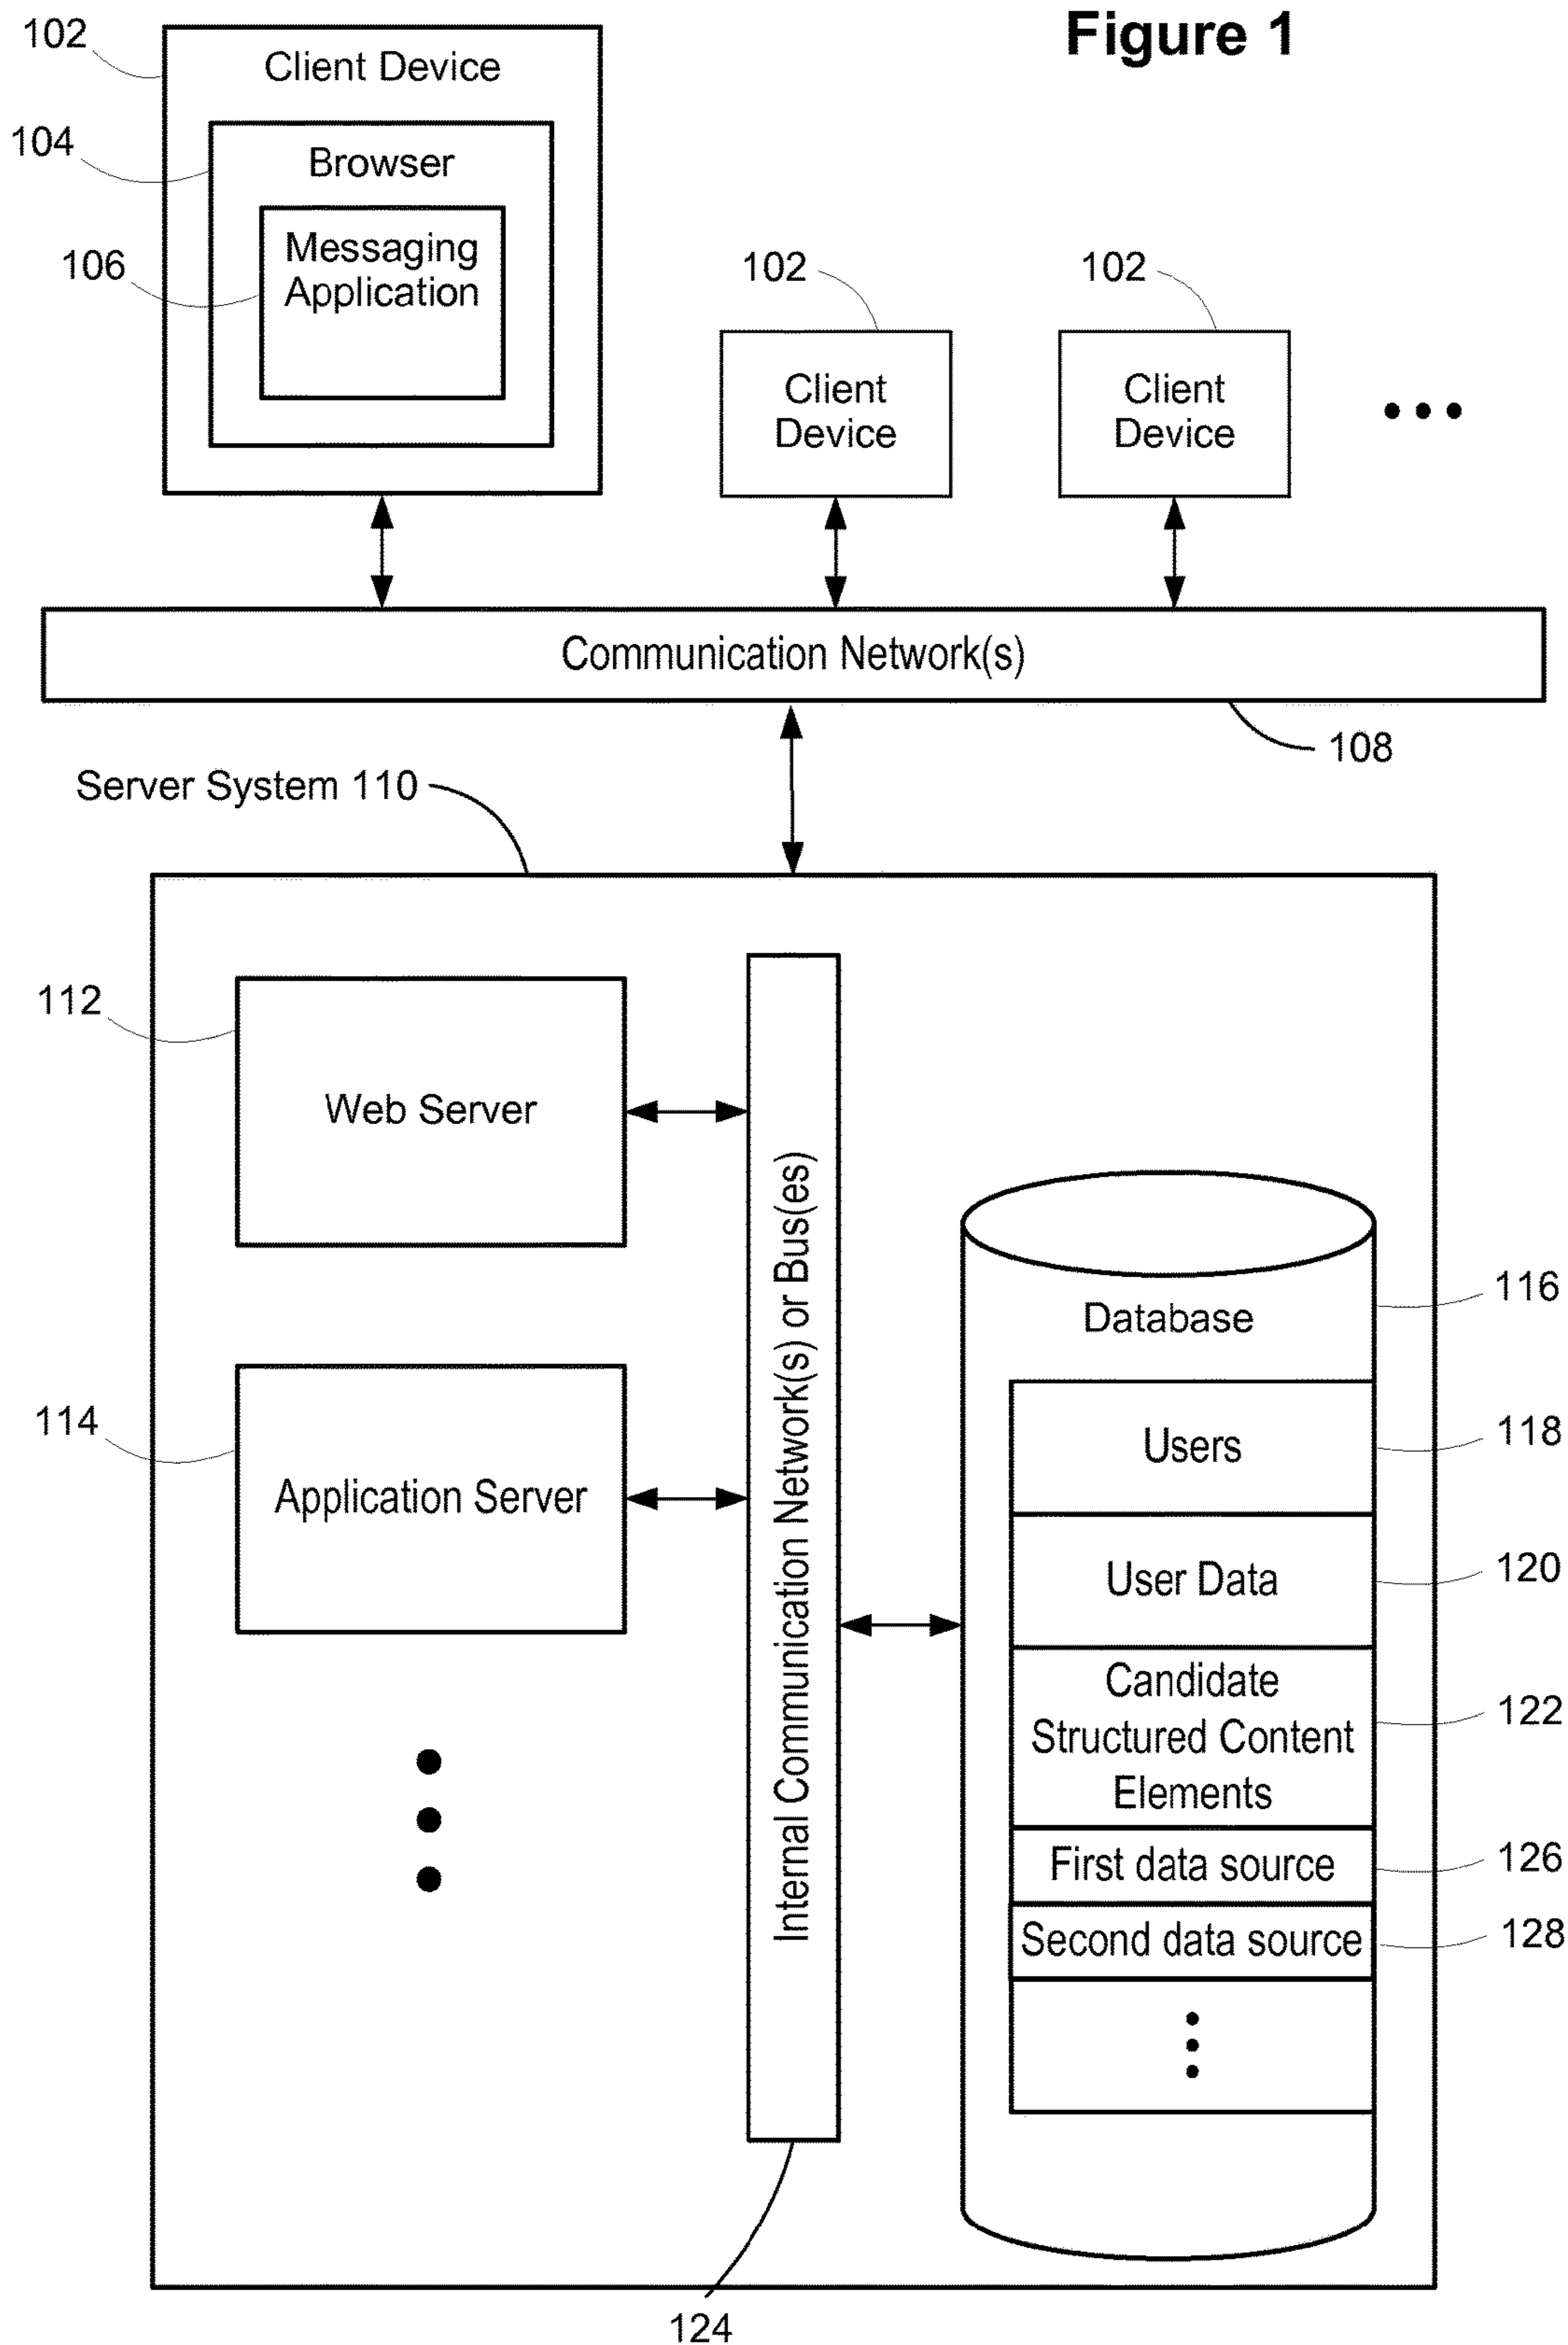 Figure 1
102
Client Device
104
Browser
106
Messaging
Application
102
102
Client
Device
Client
Device
Communication Network(s)
108
Server System 110
112
Web Server
114
Application Server
Internal Communication Network(s) or Bus(es)
124
Database
116
Users
118
User Data
120
Candidate
Structured Content
Elements
122
First data source
126
Second data source
128